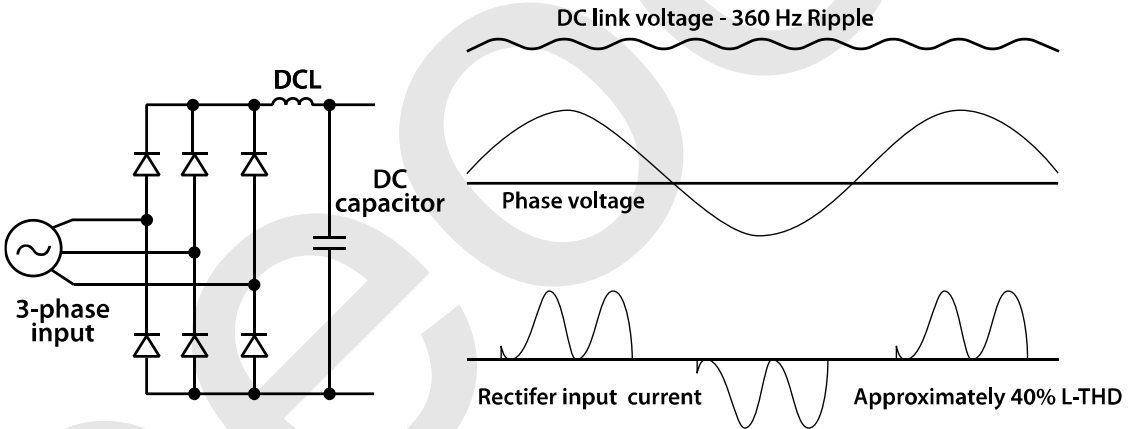 DC link voltage - 360 Hz Ripple
DCL
DC
capacitor
3-phase
input
Phase voltage
Rectifer input current
Approximately 40% L-THD